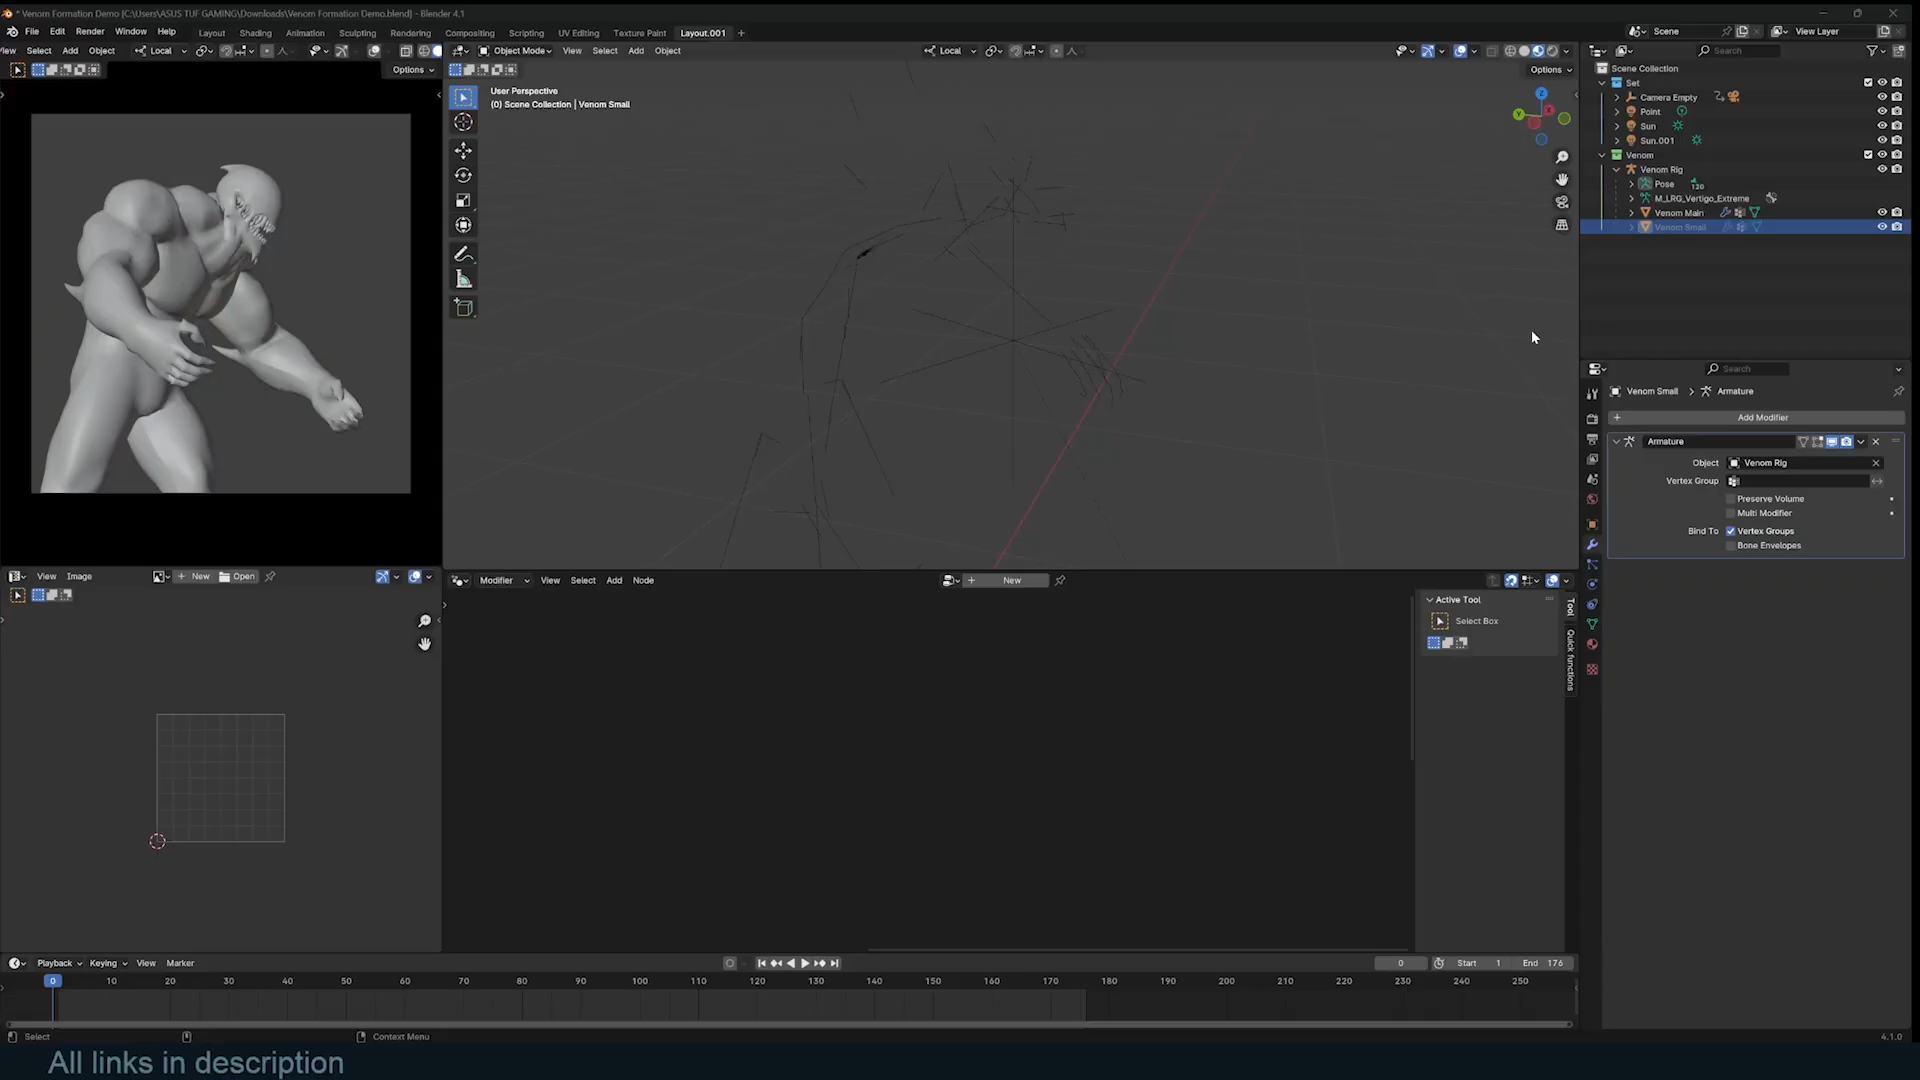 * Venom Formation Demo [C:\Users\ASUS TUF GAMING\Downloads\Venom Formation Demo.blend] - Blender 4.1
File Edit Render Window Help Layout Shading Animation Sculpting Rendering Compositing Scripting UV Editing Texture Paint Layout.001 + Scene View Layer
View Select Add Object Local
Object Mode View Select Add Object Local
Search
Options
Options
User Perspective
(0) Scene Collection | Venom Small
Z
Y
X
Scene Collection
Set
Camera Empty
Point
Sun
Sun.001
Venom
Venom Rig
Pose 120
M_LRG_Vertigo_Extreme
Venom Main
Venom Small
Search
Venom Small > Armature
+ Add Modifier
Armature
Object Venom Rig
Vertex Group
Preserve Volume
Multi Modifier
Bind To Vertex Groups
Bone Envelopes
View Image + New Open
Modifier View Select Add Node + New
Active Tool
Select Box
Tool
Quick functions
Playback Keying View Marker 0 Start 1 End 176
0 10 20 30 40 50 60 70 80 90 100 110 120 130 140 150 160 170 180 190 200 210 220 230 240 250
Select Context Menu 4.1.0
All links in description